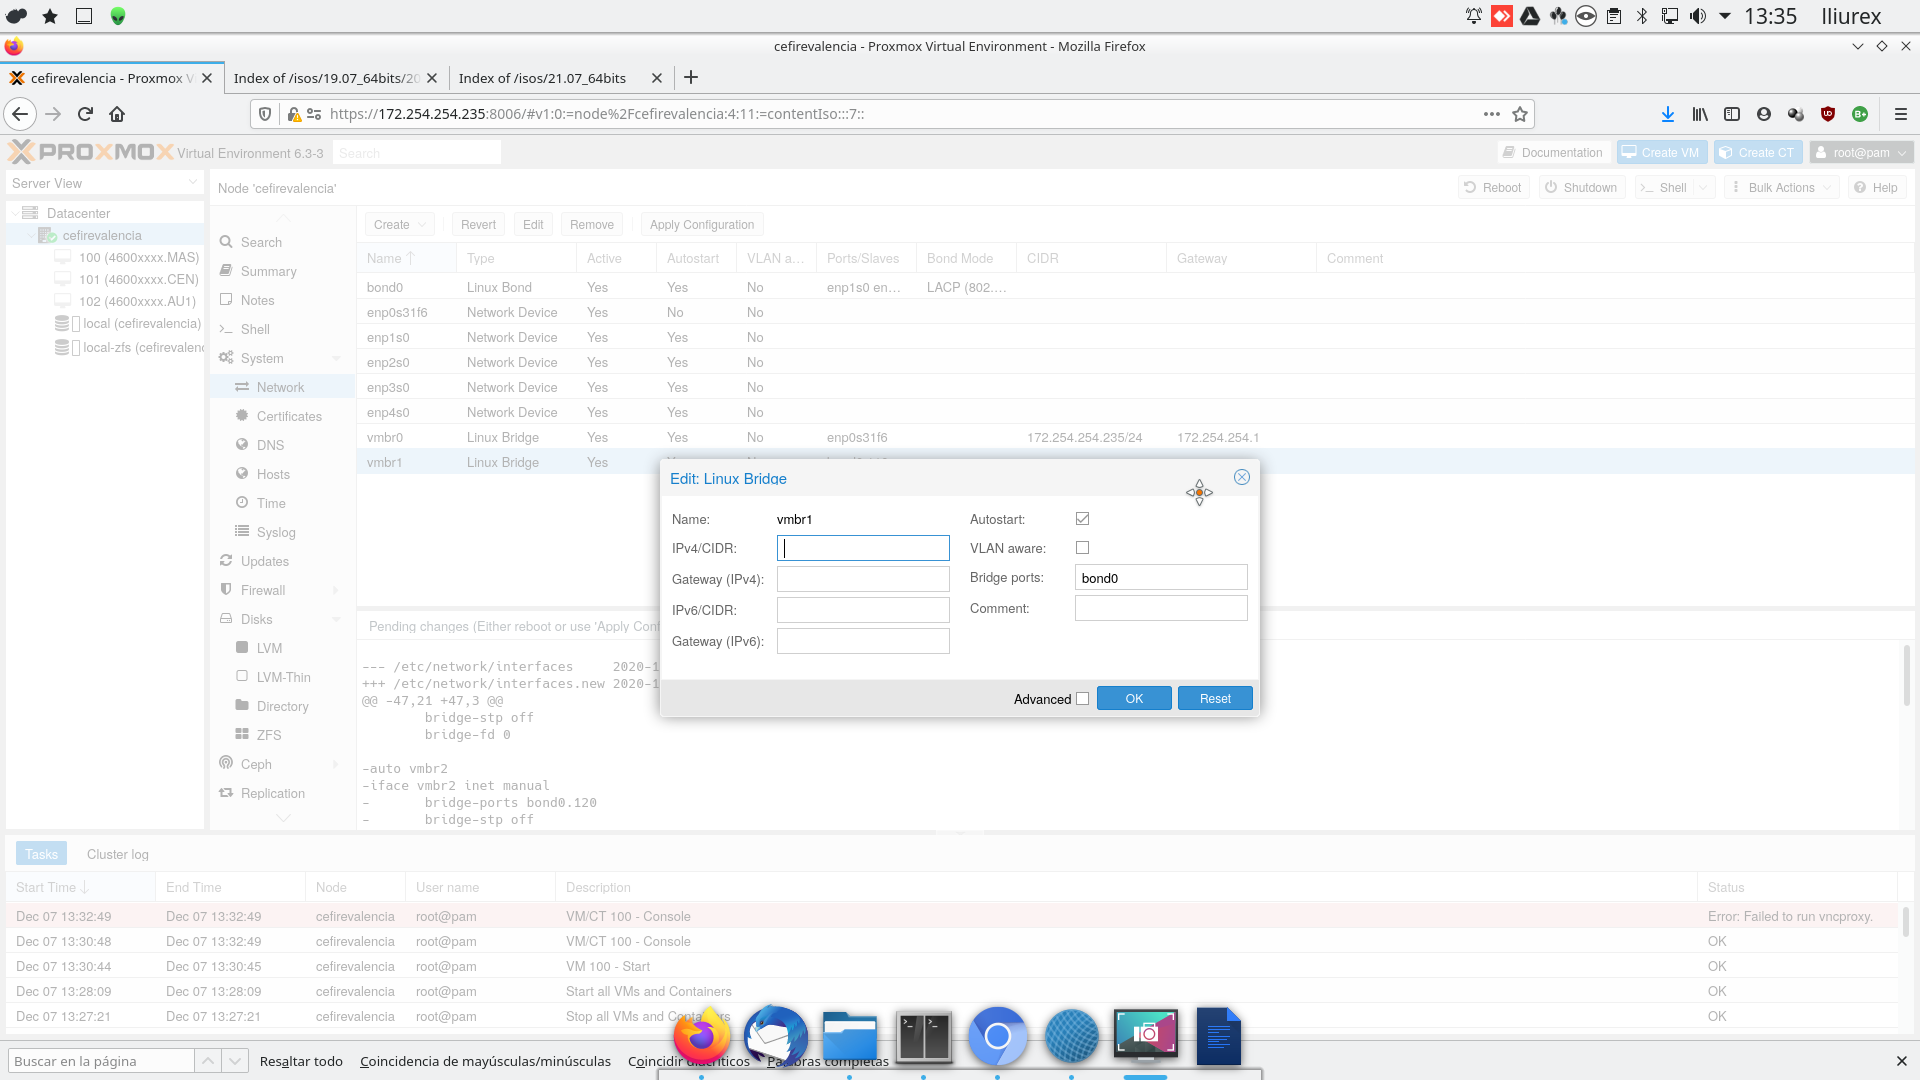 13:35 lliurex
cefirevalencia - Proxmox Virtual Environment - Mozilla Firefox
cefirevalencia - Proxmox V
Index of /isos/19.07_64bits/20
Index of /isos/21.07_64bits
https://172.254.254.235:8006/#v1:0:=node%2Fcefirevalencia:4:11:=contentIso:::7::
PROXMOX Virtual Environment 6.3-3 Search Documentation Create VM Create CT root@pam
Server View
Node 'cefirevalencia' Reboot Shutdown Shell Bulk Actions Help
Datacenter
cefirevalencia
100 (4600xxxx.MAS)
101 (4600xxxx.CEN)
102 (4600xxxx.AU1)
local (cefirevalencia)
local-zfs (cefirevalenc
Search
Summary
Notes
Shell
System
Network
Certificates
DNS
Hosts
Time
Syslog
Updates
Firewall
Disks
LVM
LVM-Thin
Directory
ZFS
Ceph
Replication
Create Revert Edit Remove Apply Configuration
Name Type Active Autostart VLAN a... Ports/Slaves Bond Mode CIDR Gateway Comment
bond0 Linux Bond Yes Yes No enp1s0 en... LACP (802....
enp0s31f6 Network Device Yes No No
enp1s0 Network Device Yes Yes No
enp2s0 Network Device Yes Yes No
enp3s0 Network Device Yes Yes No
enp4s0 Network Device Yes Yes No
vmbr0 Linux Bridge Yes Yes No enp0s31f6 172.254.254.235/24 172.254.254.1
vmbr1 Linux Bridge Yes
Edit: Linux Bridge
Name: vmbr1
IPv4/CIDR:
Gateway (IPv4):
IPv6/CIDR:
Gateway (IPv6):
Autostart:
VLAN aware:
Bridge ports: bond0
Comment:
Advanced OK Reset
Pending changes (Either reboot or use 'Apply Conf
--- /etc/network/interfaces 2020-1
+++ /etc/network/interfaces.new 2020-1
@@ -47,21 +47,3 @@
bridge-stp off
bridge-fd 0
-auto vmbr2
-iface vmbr2 inet manual
- bridge-ports bond0.120
- bridge-stp off
Tasks Cluster log
Start Time End Time Node User name Description Status
Dec 07 13:32:49 Dec 07 13:32:49 cefirevalencia root@pam VM/CT 100 - Console Error: Failed to run vncproxy.
Dec 07 13:30:48 Dec 07 13:32:49 cefirevalencia root@pam VM/CT 100 - Console OK
Dec 07 13:30:44 Dec 07 13:30:45 cefirevalencia root@pam VM 100 - Start OK
Dec 07 13:28:09 Dec 07 13:28:09 cefirevalencia root@pam Start all VMs and Containers OK
Dec 07 13:27:21 Dec 07 13:27:21 cefirevalencia root@pam Stop all VMs and Containers OK
Buscar en la página Resaltar todo Coincidencia de mayúsculas/minúsculas Coincidir diacríticos Palabras completas